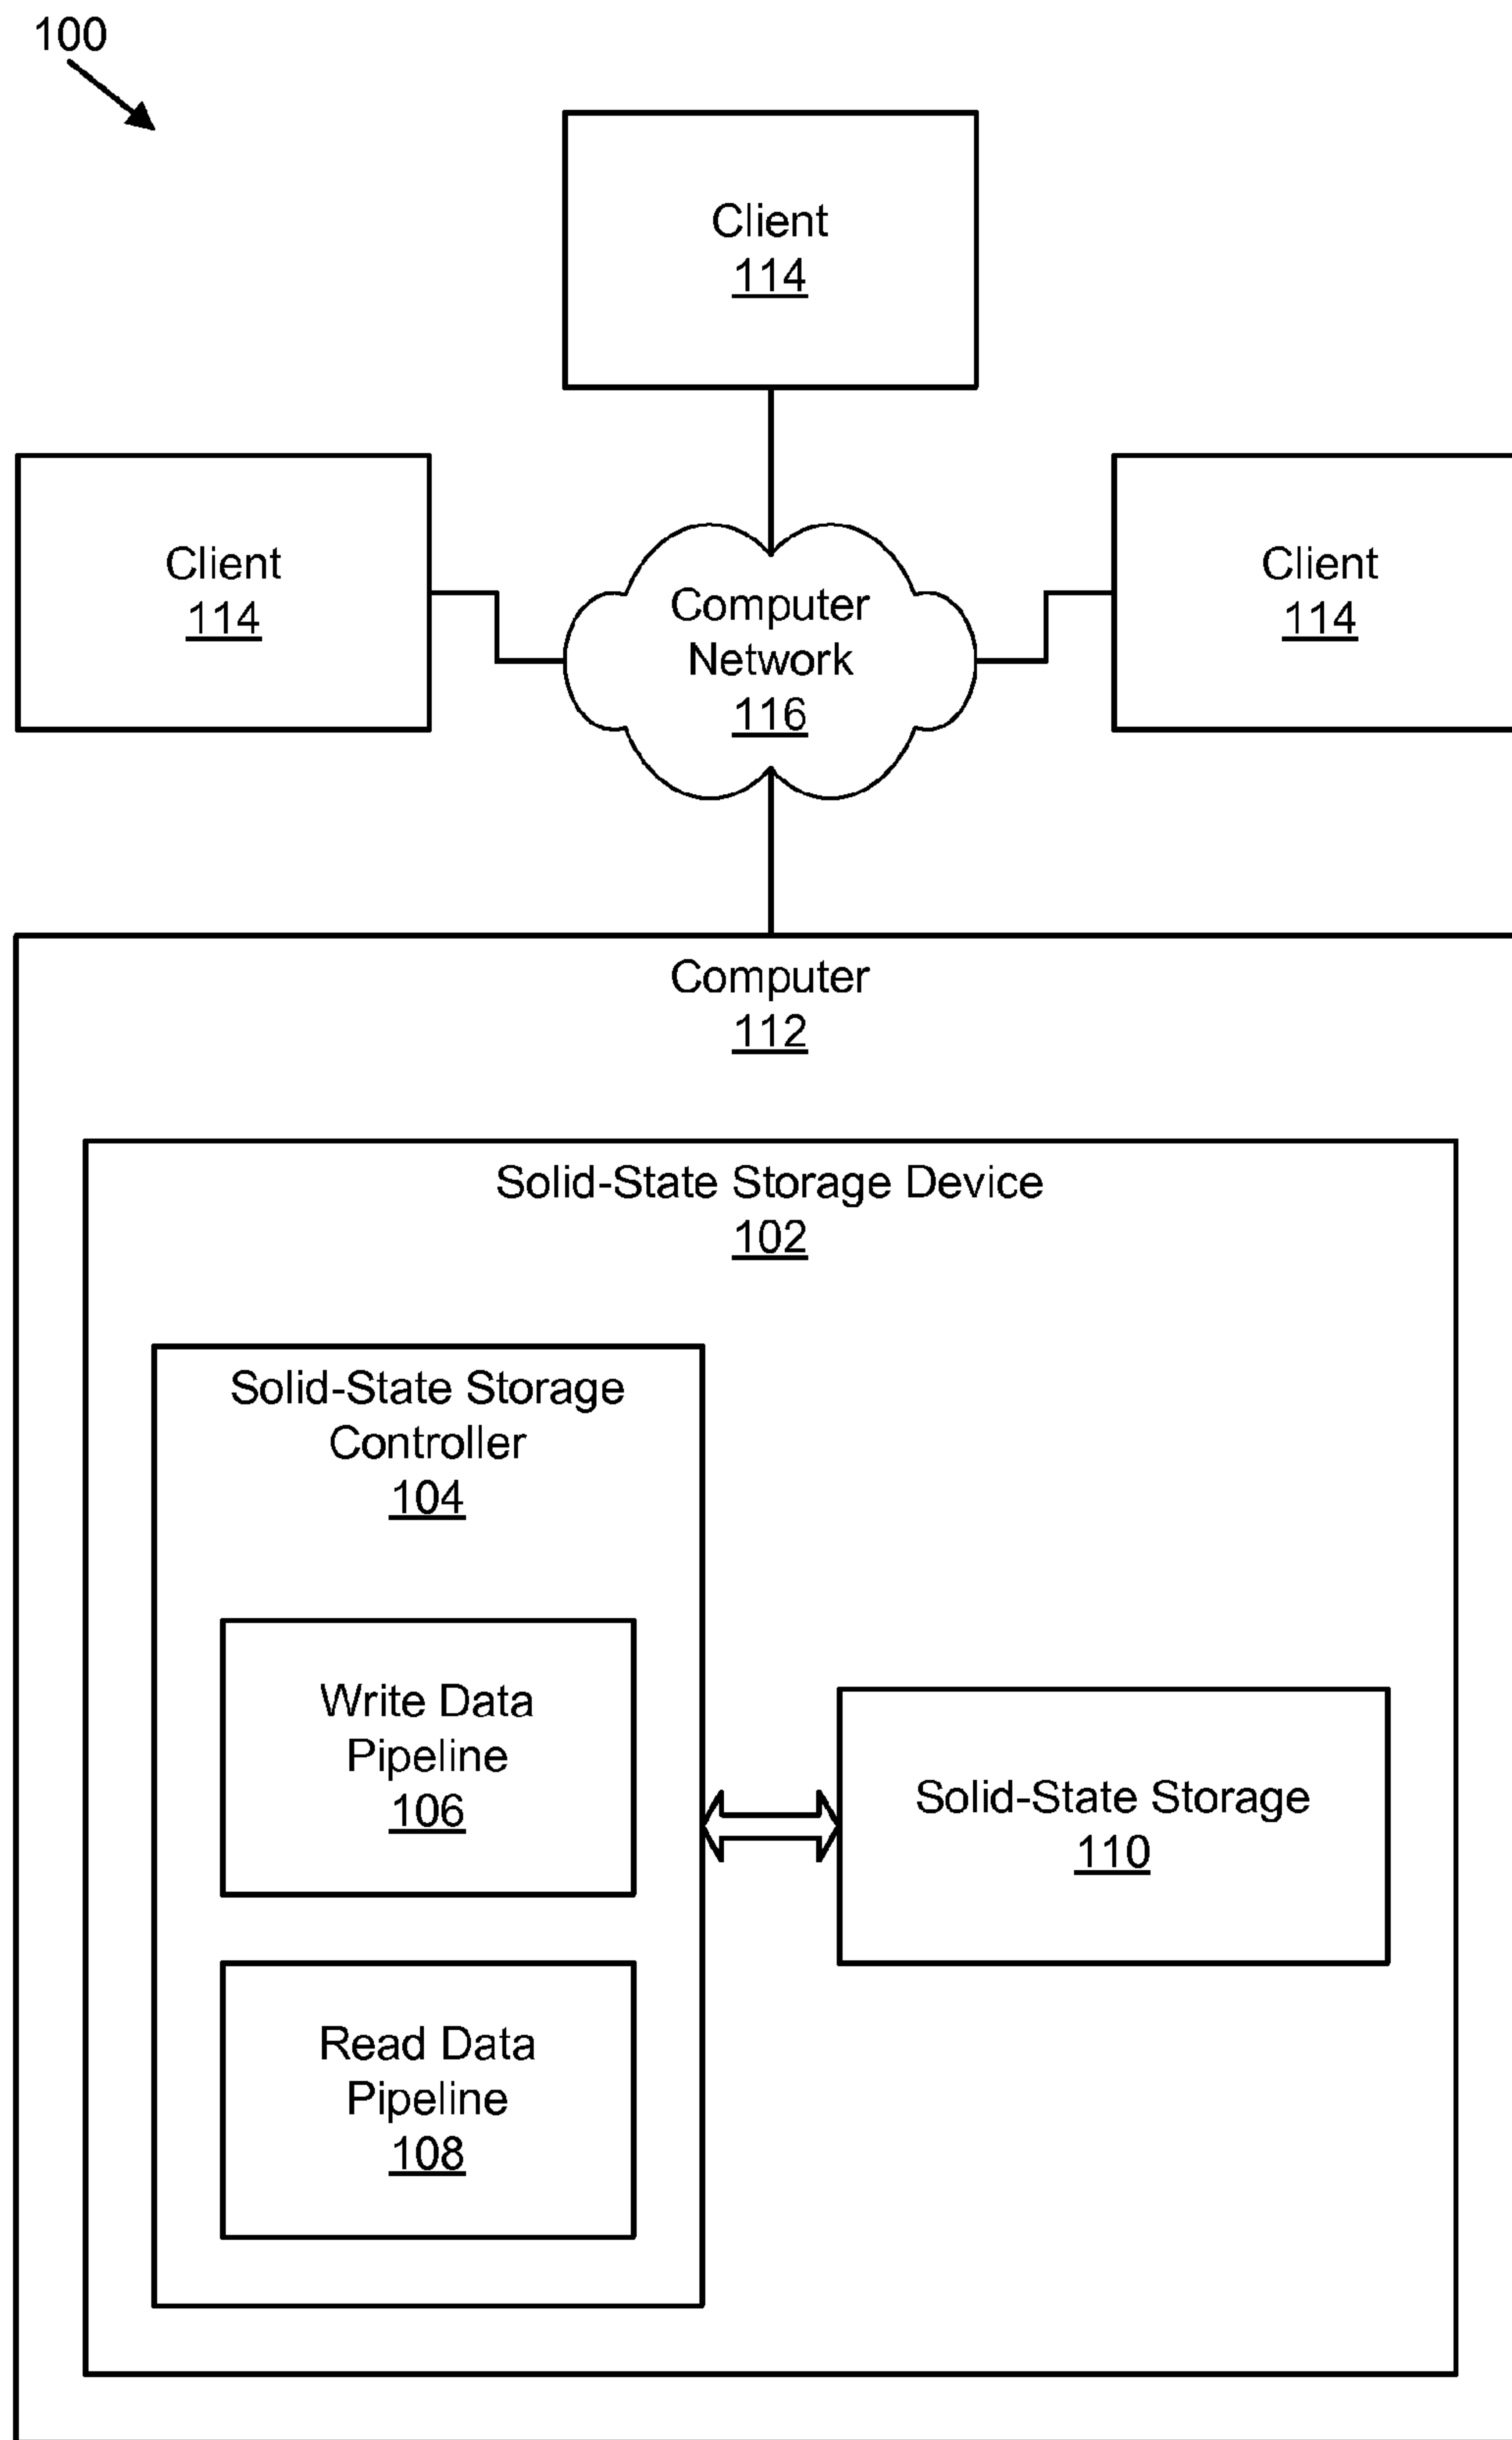 100
Client
114
Client
114
Computer
Network
116
Client
114
Computer
112
Solid-State Storage Device
102
Solid-State Storage
Controller
104
Write Data
Pipeline
106
Solid-State Storage
110
Read Data
Pipeline
108